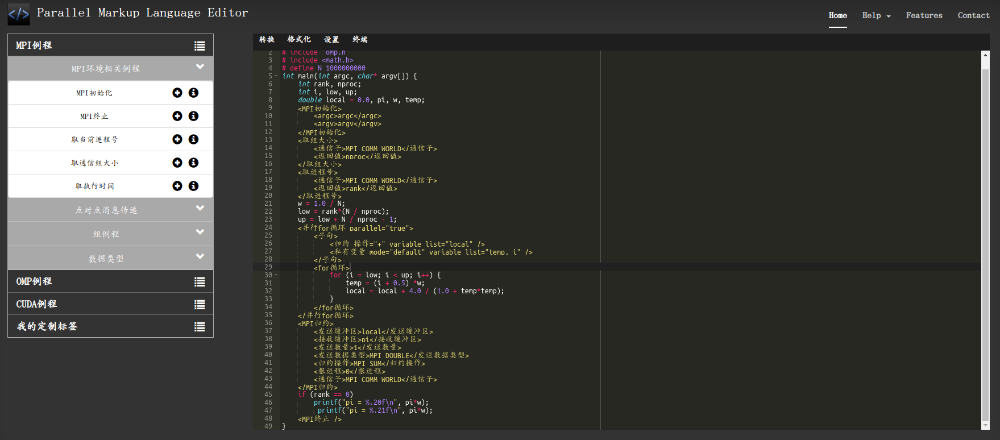 </> Parallel Markup Language Editor
Home Help Features Contact
MPI例程
MPI环境相关例程
MPI初始化
MPI终止
取当前进程号
取通信组大小
取执行时间
点对点消息传递
组例程
数据类型
OMP例程
CUDA例程
我的定制标签
转换 格式化 设置 终端
2 # include "omp.h"
3 # include <math.h>
4 # define N 1000000000
5 int main(int argc, char* argv[]) {
6 int rank, nproc;
7 int i, low, up;
8 double local = 0.0, pi, w, temp;
9 <MPI初始化>
10 <argc>argc</argc>
11 <argv>argv</argv>
12 </MPI初始化>
13 <取组大小>
14 <通信子>MPI_COMM_WORLD</通信子>
15 <返回值>nproc</返回值>
16 </取组大小>
17 <取进程号>
18 <通信子>MPI_COMM_WORLD</通信子>
19 <返回值>rank</返回值>
20 </取进程号>
21 w = 1.0 / N;
22 low = rank*(N / nproc);
23 up = low + N / nproc - 1;
24 <并行for循环 parallel="true">
25 <子句>
26 <归约 操作="+" variable_list="local" />
27 <私有变量 mode="default" variable_list="temp, i" />
28 </子句>
29 <for循环>
30 for (i = low; i < up; i++) {
31 temp = (i + 0.5) *w;
32 local = local + 4.0 / (1.0 + temp*temp);
33 }
34 </for循环>
35 </并行for循环>
36 <MPI归约>
37 <发送缓冲区>local</发送缓冲区>
38 <接收缓冲区>pi</接收缓冲区>
39 <发送数量>1</发送数量>
40 <发送数据类型>MPI_DOUBLE</发送数据类型>
41 <归约操作>MPI_SUM</归约操作>
42 <根进程>0</根进程>
43 <通信子>MPI_COMM_WORLD</通信子>
44 </MPI归约>
45 if (rank == 0)
46 printf("pi = %.20f\n", pi*w);
47 printf("pi = %.21f\n", pi*w);
48 <MPI终止 />
49 }